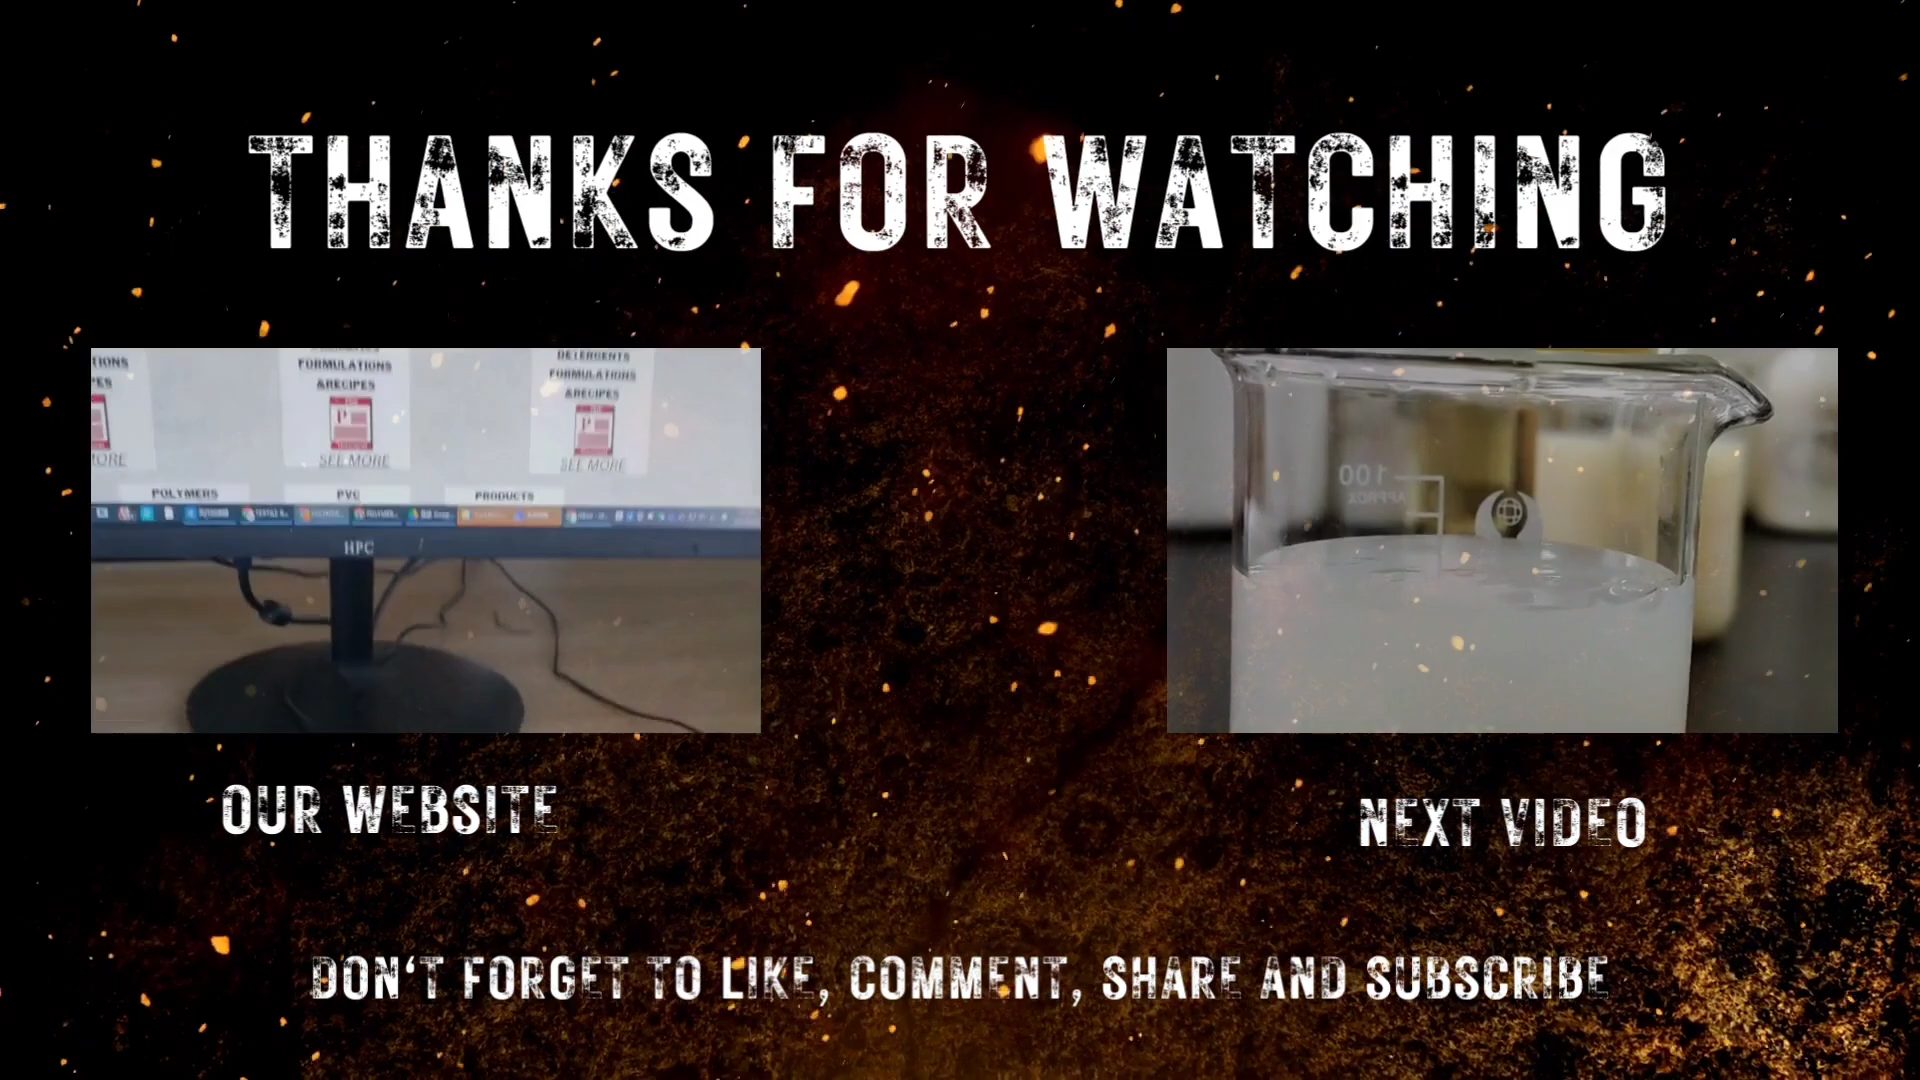 THANKS FOR WATCHING
FORMULATIONS
&RECIPES
SEE MORE
DETERGENTS
FORMULATIONS
&RECIPES
SEE MORE
POLYMERS
PVC
PRODUCTS
HPC
100
APPROX
OUR WEBSITE
NEXT VIDEO
DON'T FORGET TO LIKE, COMMENT, SHARE AND SUBSCRIBE